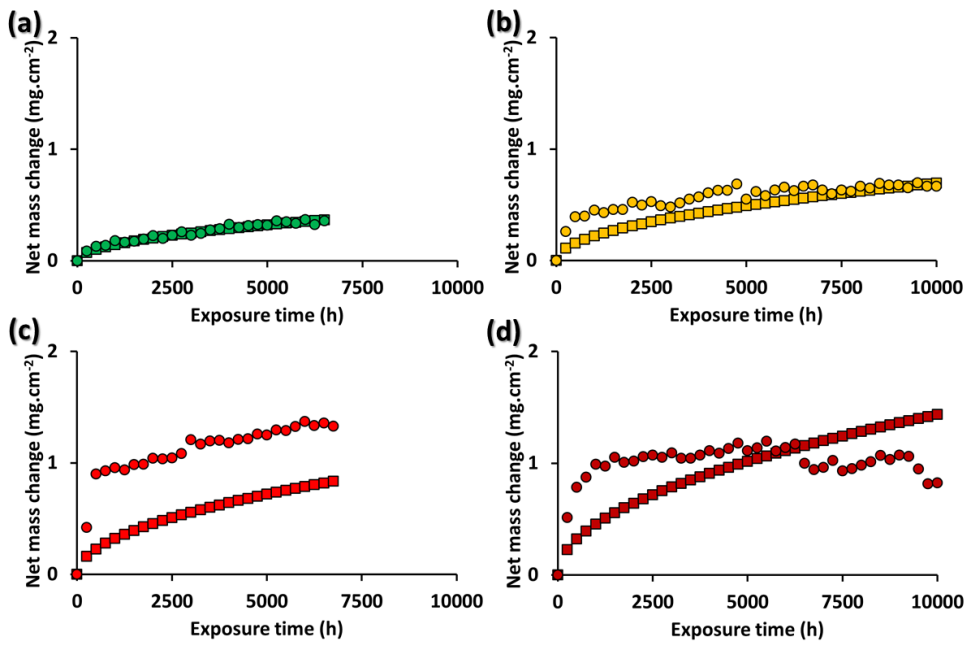 (a)
Net mass change (mg.cm-2)
2
1
0
0 2500 5000 7500 10000
Exposure time (h)
(b)
Net mass change (mg.cm-2)
2
1
0
0 2500 5000 7500 10000
Exposure time (h)
(c)
Net mass change (mg.cm-2)
2
1
0
0 2500 5000 7500 10000
Exposure time (h)
(d)
Net mass change (mg.cm-2)
2
1
0
0 2500 5000 7500 10000
Exposure time (h)